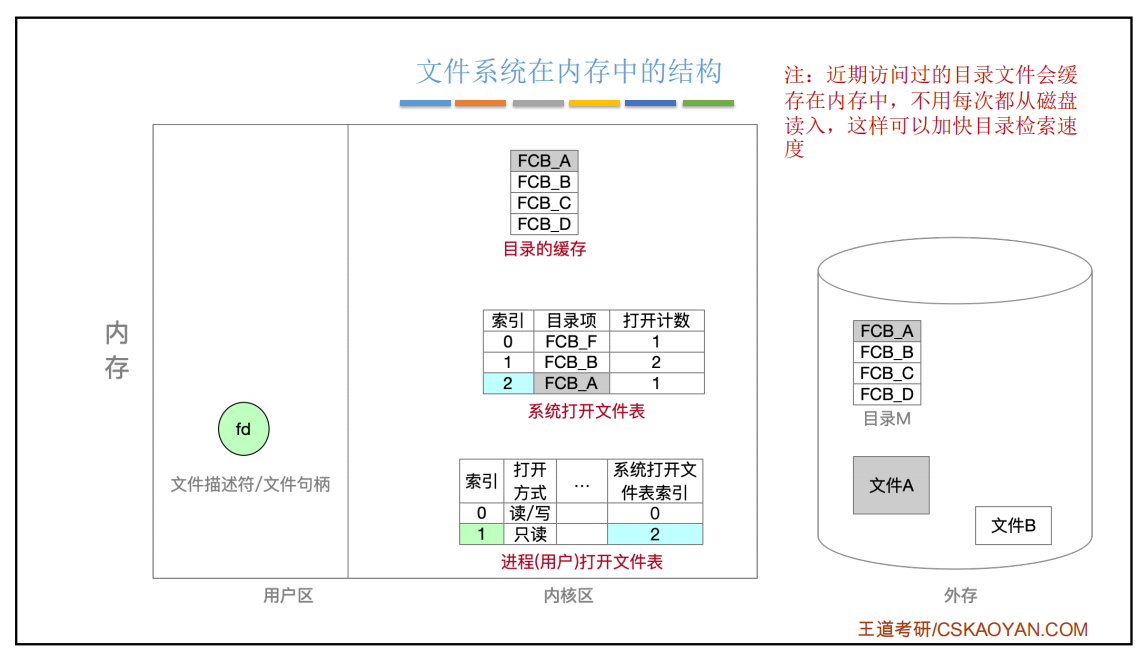 文件系统在内存中的结构
注：近期访问过的目录文件会缓
存在内存中，不用每次都从磁盘
读入，这样可以加快目录检索速
度
FCB_A
FCB_B
FCB_C
FCB_D
目录的缓存
内
存
索引 目录项 打开计数
0 FCB_F 1
1 FCB_B 2
2 FCB_A 1
系统打开文件表
fd
文件描述符/文件句柄
索引 打开方式 … 系统打开文件表索引
0 读/写 0
1 只读 2
进程(用户)打开文件表
用户区
内核区
FCB_A
FCB_B
FCB_C
FCB_D
目录M
文件A
文件B
外存
王道考研/CSKAOYAN.COM